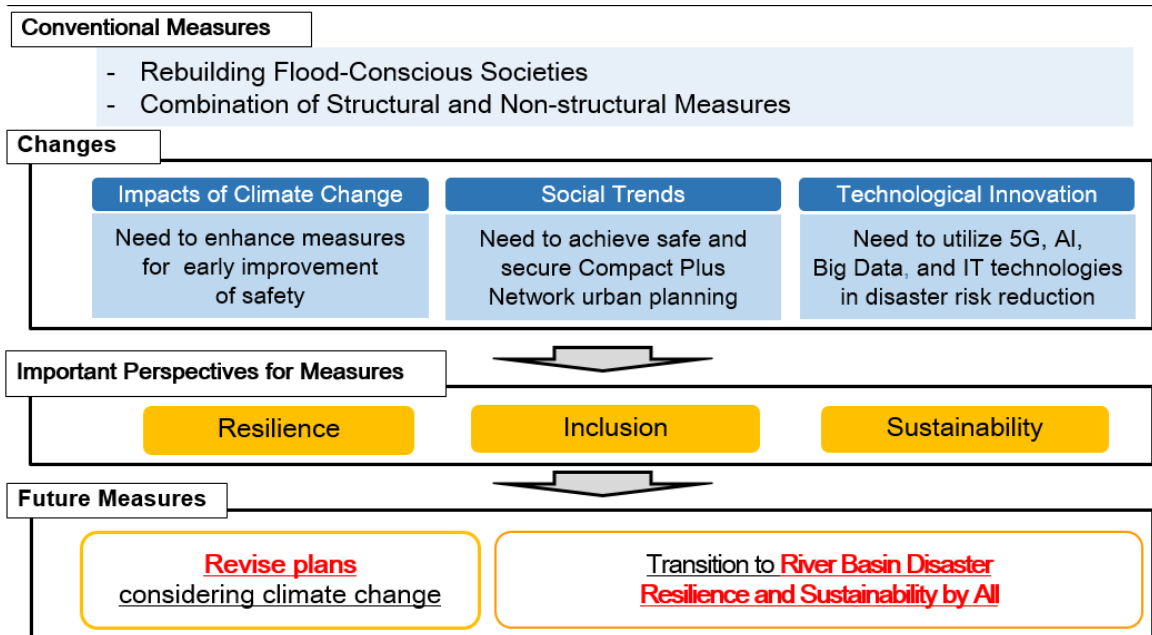 Conventional Measures
- Rebuilding Flood-Conscious Societies
- Combination of Structural and Non-structural Measures
Changes
Impacts of Climate Change
Need to enhance measures
for early improvement
of safety
Social Trends
Need to achieve safe and
secure Compact Plus
Network urban planning
Technological Innovation
Need to utilize 5G, AI,
Big Data, and IT technologies
in disaster risk reduction
Important Perspectives for Measures
Resilience
Inclusion
Sustainability
Future Measures
Revise plans
considering climate change
Transition to River Basin Disaster
Resilience and Sustainability by All